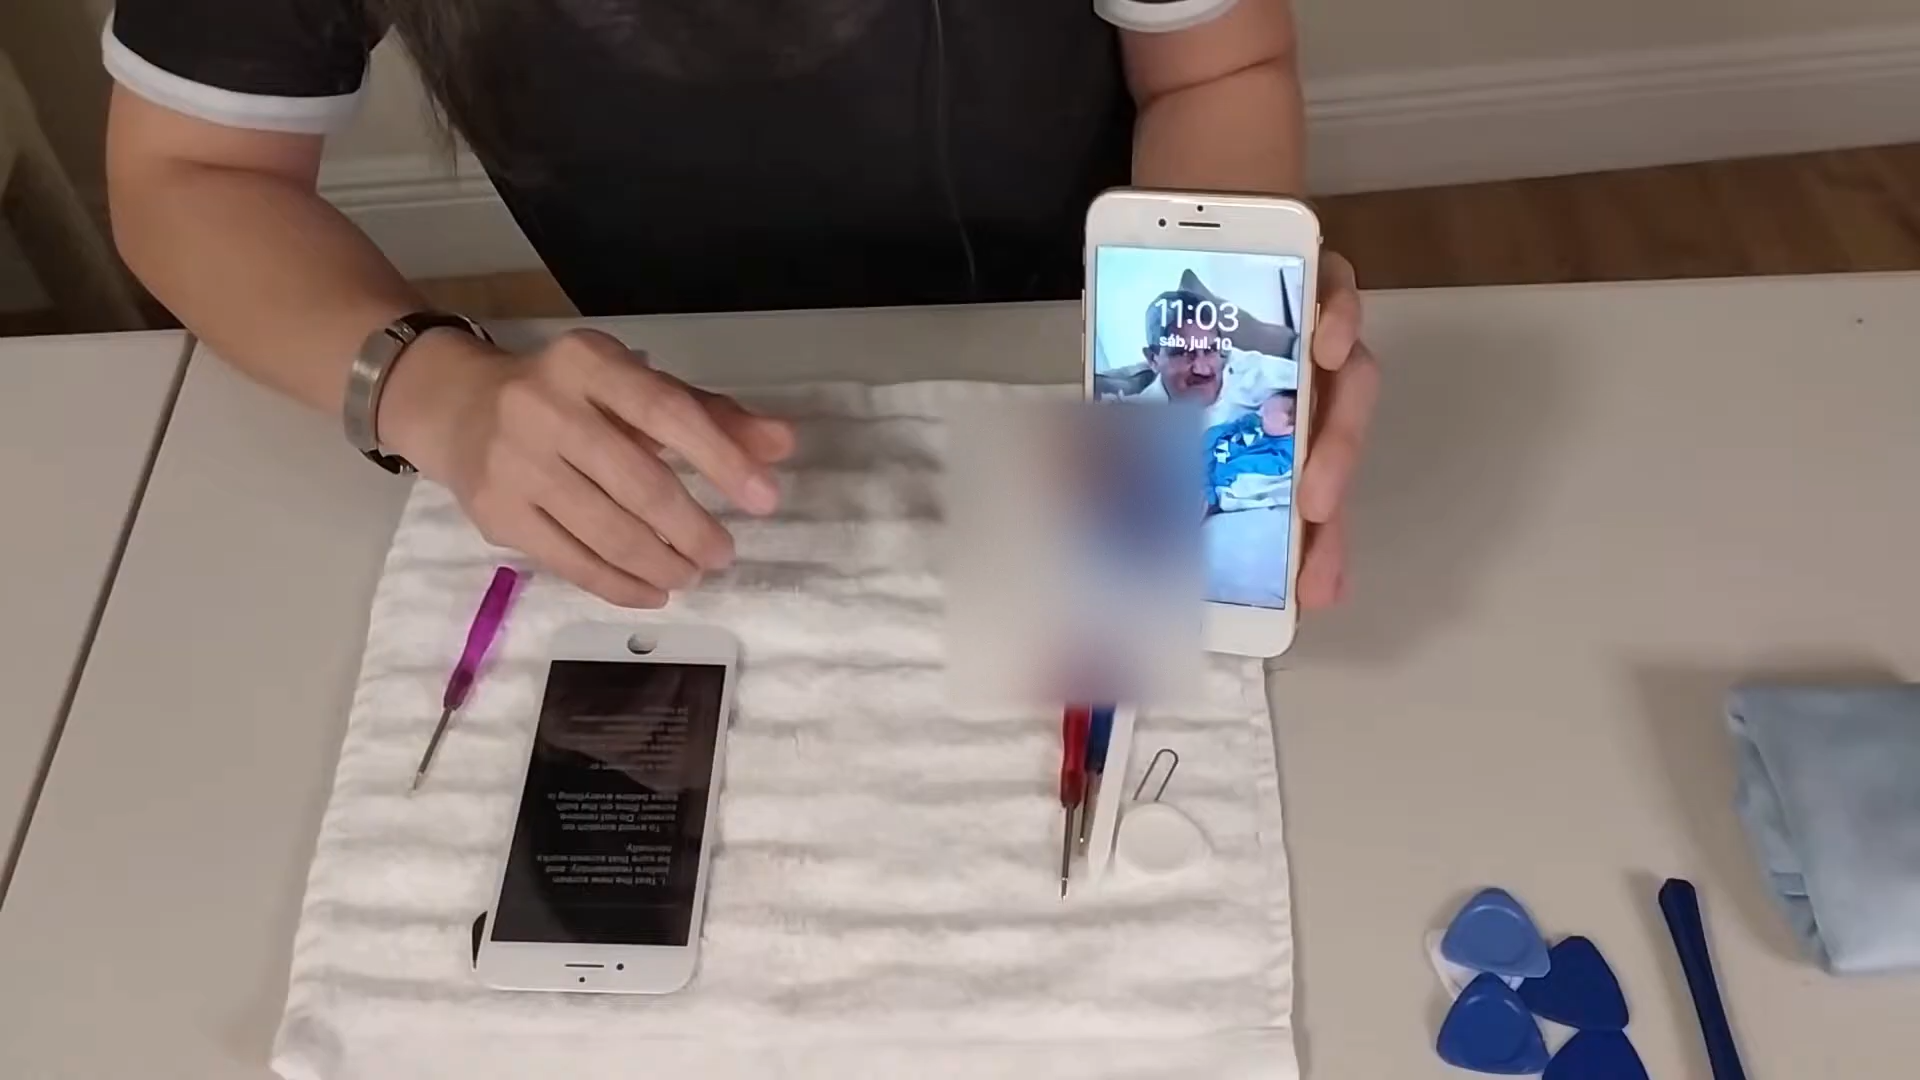 11:03
sáb, jul. 10
1. Test the new screen
before reassembly, and
be sure that screen works
normally.
To avoid scratch on
screen: Do not remove
screen films on the both
sides before everything is